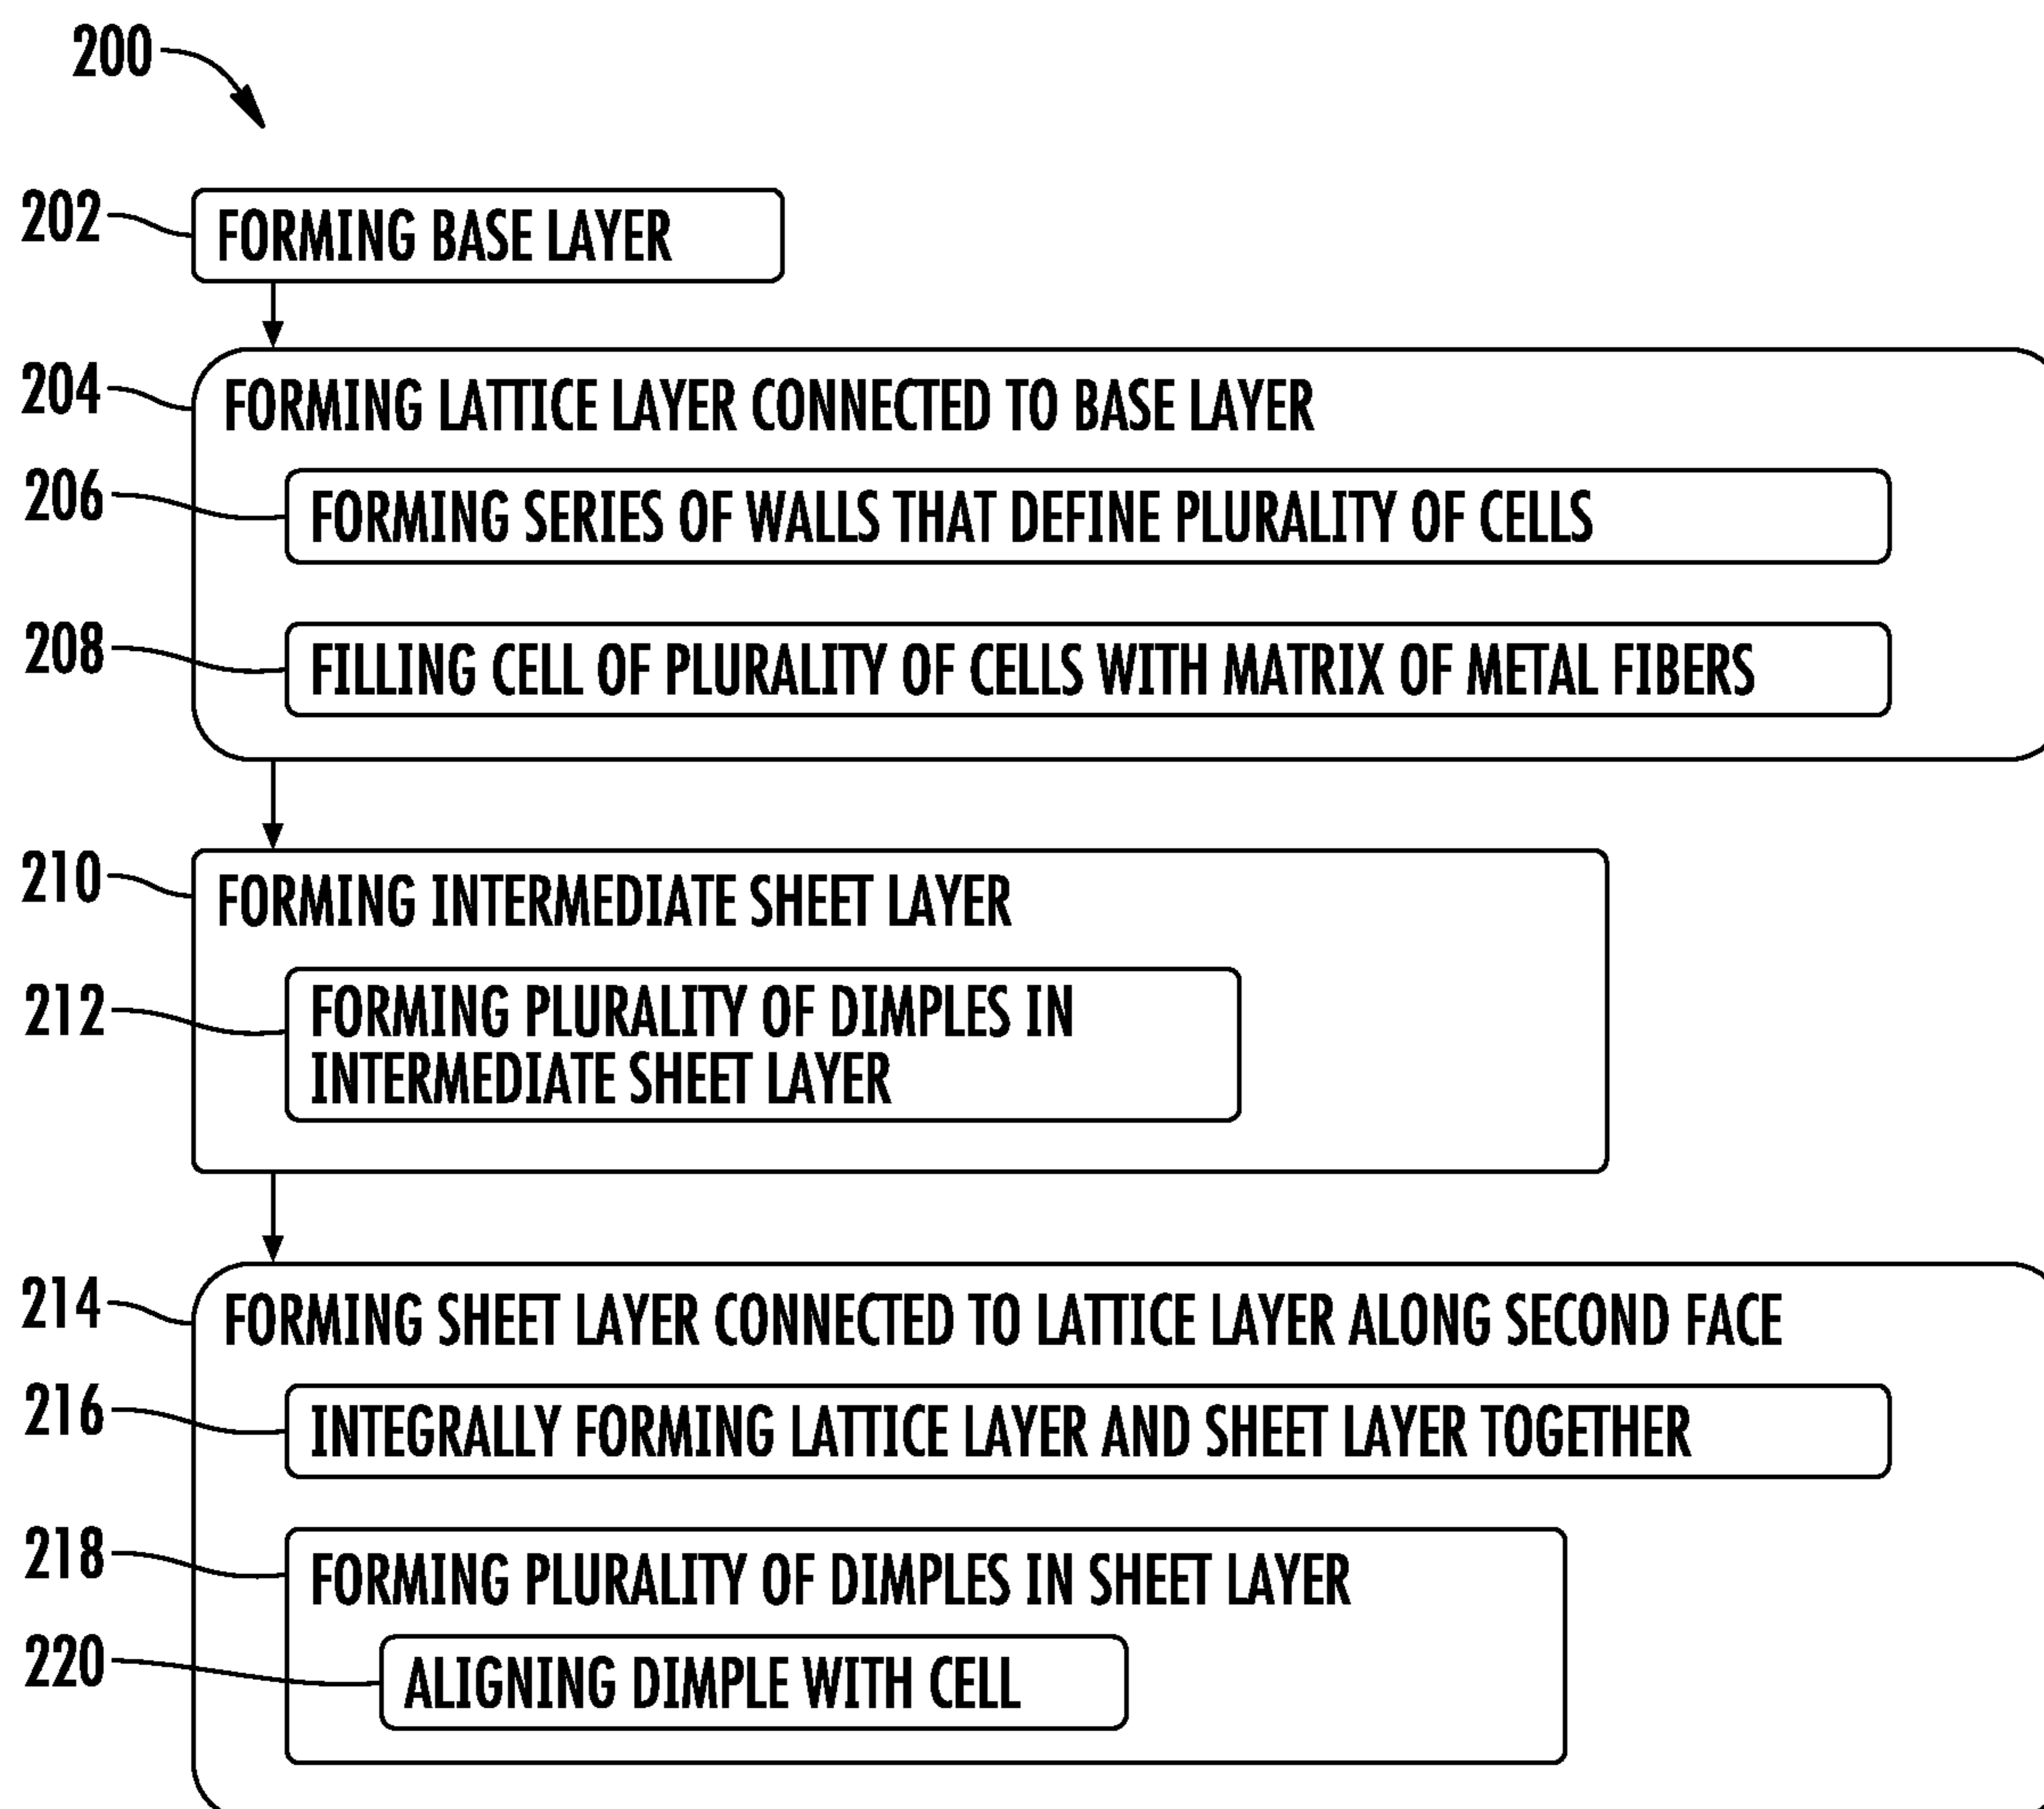 200
202 FORMING BASE LAYER
204 FORMING LATTICE LAYER CONNECTED TO BASE LAYER
206 FORMING SERIES OF WALLS THAT DEFINE PLURALITY OF CELLS
208 FILLING CELL OF PLURALITY OF CELLS WITH MATRIX OF METAL FIBERS
210 FORMING INTERMEDIATE SHEET LAYER
212 FORMING PLURALITY OF DIMPLES IN
INTERMEDIATE SHEET LAYER
214 FORMING SHEET LAYER CONNECTED TO LATTICE LAYER ALONG SECOND FACE
216 INTEGRALLY FORMING LATTICE LAYER AND SHEET LAYER TOGETHER
218 FORMING PLURALITY OF DIMPLES IN SHEET LAYER
220 ALIGNING DIMPLE WITH CELL